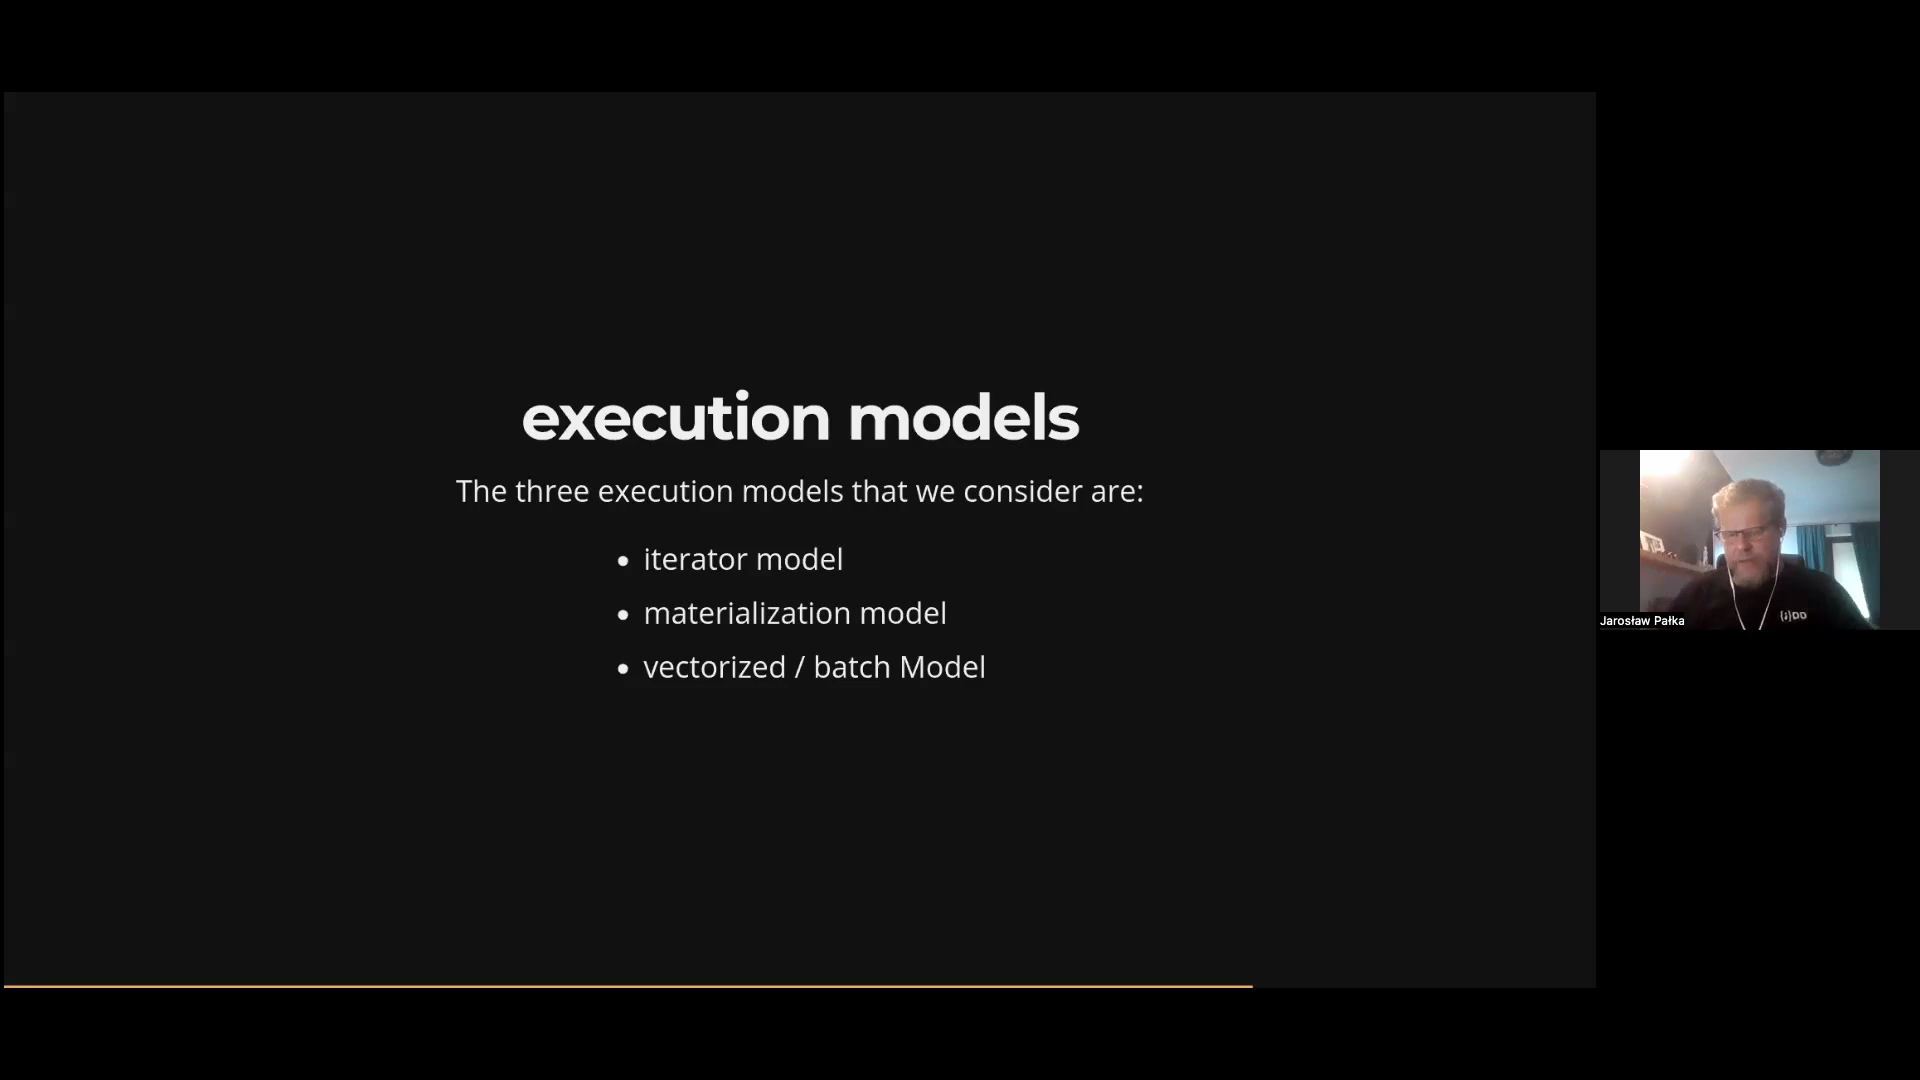 execution models
The three execution models that we consider are:
• iterator model
• materialization model
• vectorized / batch Model
Jarosław Pałka
(j)DD